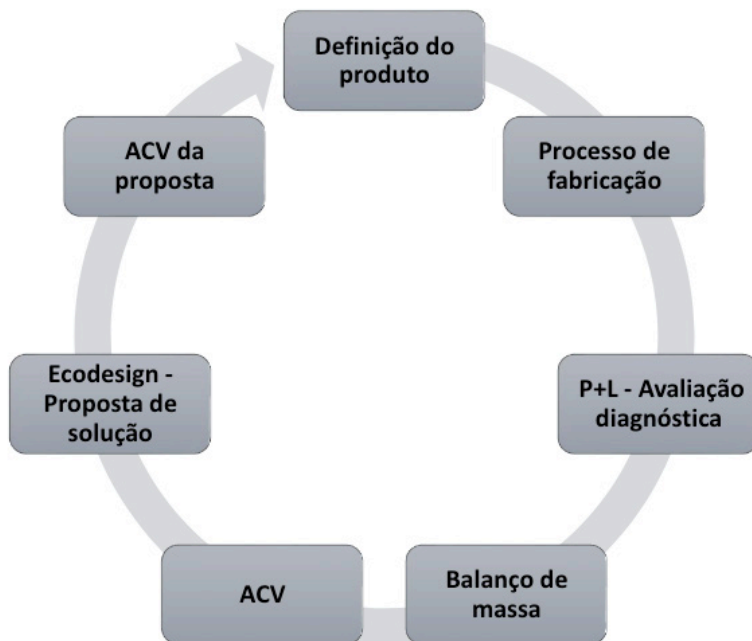 Definição do
produto
Processo de
fabricação
P+L - Avaliação
diagnóstica
Balanço de
massa
ACV
Ecodesign -
Proposta de
solução
ACV da
proposta